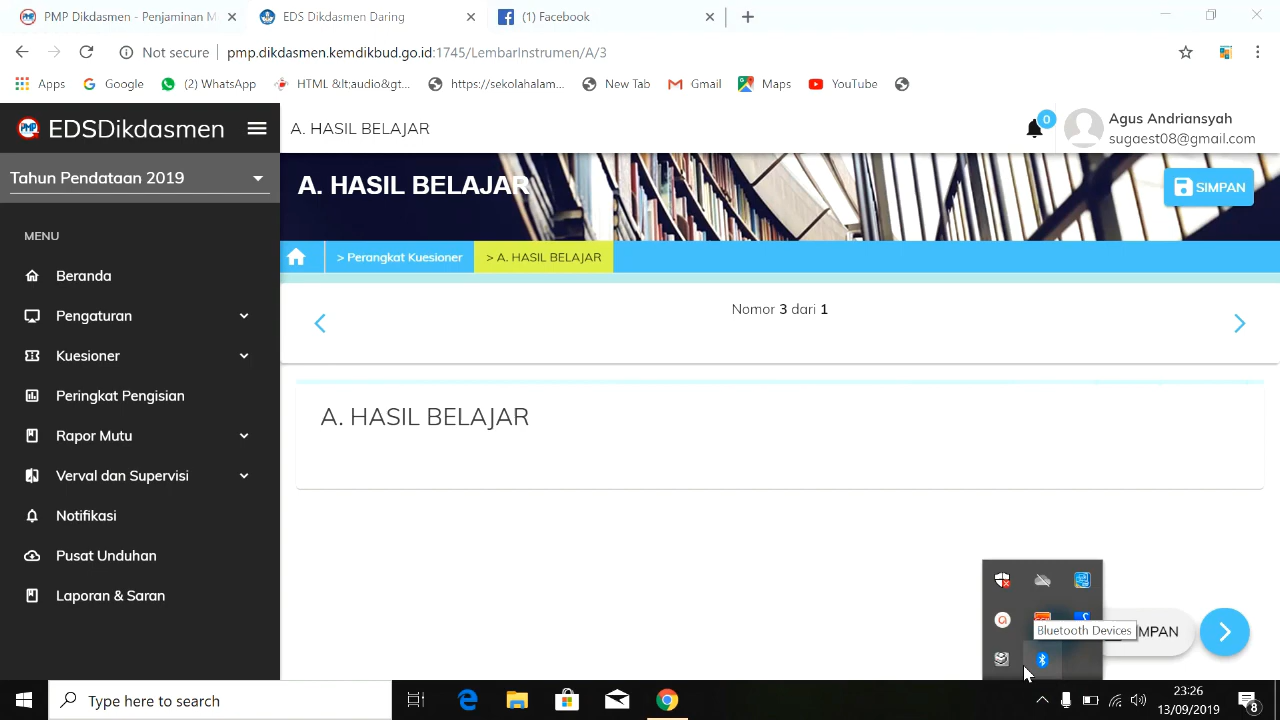 PMP Dikdasmen - Penjaminan M
EDS Dikdasmen Daring
(1) Facebook
Not secure
pmp.dikdasmen.kemdikbud.go.id:1745/LembarInstrumen/A/3
Apps
Google
(2) WhatsApp
HTML &lt;audio&gt...
https://sekolahalam...
New Tab
Gmail
Maps
YouTube
PMP EDSDikdasmen
A. HASIL BELAJAR
0
Agus Andriansyah
sugaest08@gmail.com
Tahun Pendataan 2019
A. HASIL BELAJAR
SIMPAN
MENU
> Perangkat Kuesioner
> A. HASIL BELAJAR
Beranda
Pengaturan
Kuesioner
Peringkat Pengisian
Rapor Mutu
Verval dan Supervisi
Notifikasi
Pusat Unduhan
Laporan & Saran
Nomor 3 dari 1
A. HASIL BELAJAR
Bluetooth Devices
MPAN
Type here to search
23:26
13/09/2019
8